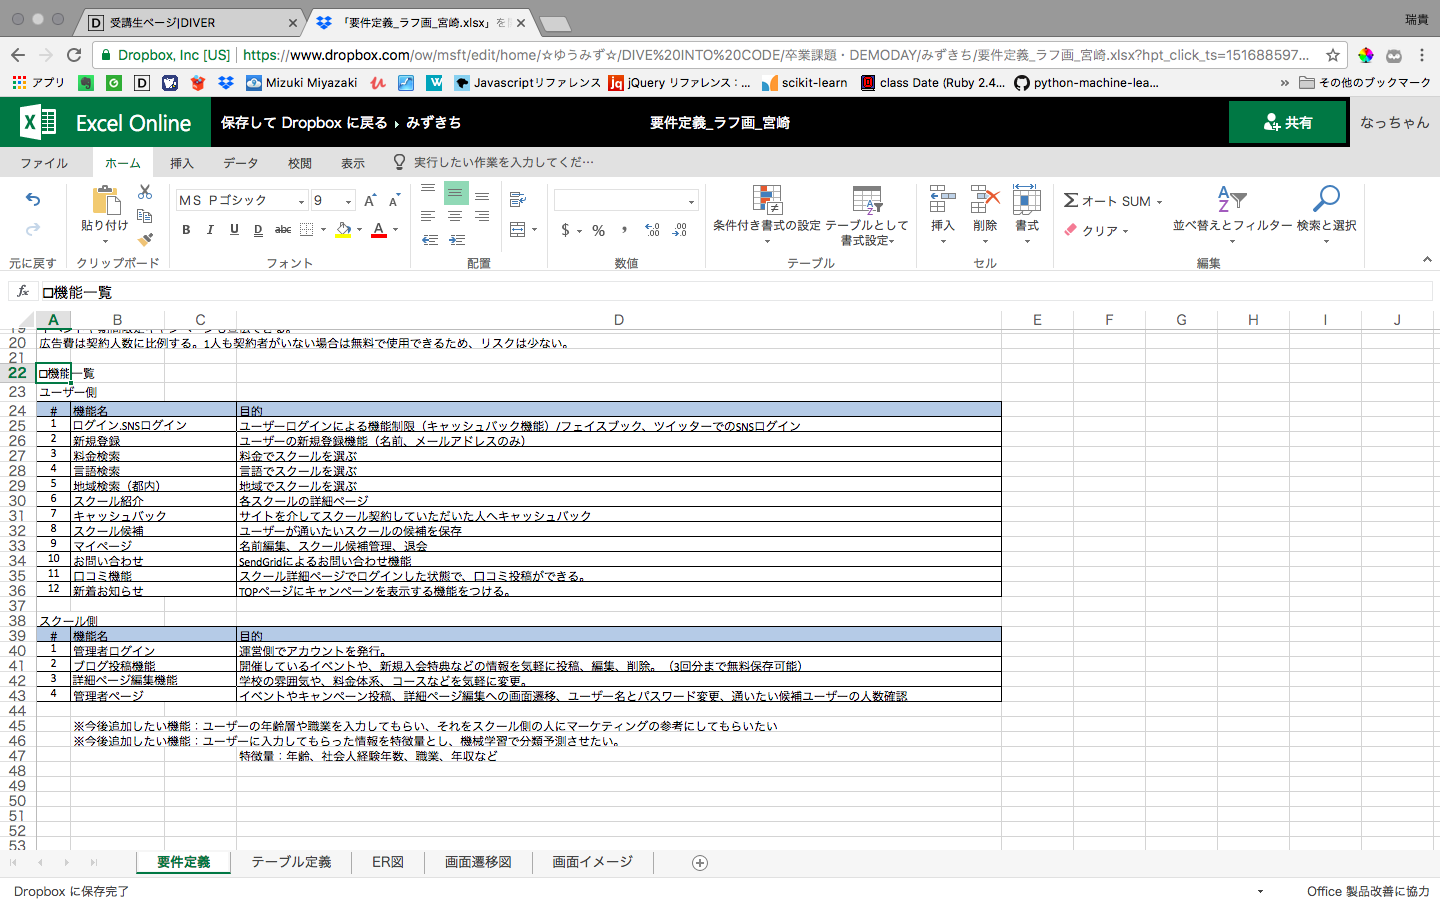 受講生ページ|DIVER
「要件定義_ラフ画_宮崎.xlsx」を
瑞貴
Dropbox, Inc [US]
https://www.dropbox.com/ow/msft/edit/home/☆ゆうみず☆/DIVE%20INTO%20CODE/卒業課題・DEMODAY/みずきち/要件定義_ラフ画_宮崎.xlsx?hpt_click_ts=151688597...
アプリ
Mizuki Miyazaki
Javascriptリファレンス
jQuery リファレンス：...
scikit-learn
class Date (Ruby 2.4...
python-machine-lea...
»
その他のブックマーク
Excel Online
保存して Dropbox に戻る ▸ みずきち
要件定義_ラフ画_宮崎
共有
なっちゃん
ファイル ホーム 挿入 データ 校閲 表示 実行したい作業を入力してくだ…
貼り付け
MS Pゴシック 9
条件付き書式の設定
テーブルとして
書式設定
挿入 削除 書式
オート SUM
クリア
並べ替えとフィルター
検索と選択
B I U D abc A
$ % ,
元に戻す クリップボード フォント 配置 数値 テーブル セル 編集
fx □機能一覧
A B C D E F G H I J
20 広告費は契約人数に比例する。1人も契約者がいない場合は無料で使用できるため、リスクは少ない。
21
22 □機能一覧
23 ユーザー側
24 # 機能名 目的
25 1 ログイン.SNSログイン ユーザーログインによる機能制限（キャッシュバック機能）/フェイスブック、ツイッターでのSNSログイン
26 2 新規登録 ユーザーの新規登録機能（名前、メールアドレスのみ）
27 3 料金検索 料金でスクールを選ぶ
28 4 言語検索 言語でスクールを選ぶ
29 5 地域検索（都内） 地域でスクールを選ぶ
30 6 スクール紹介 各スクールの詳細ページ
31 7 キャッシュバック サイトを介してスクール契約していただいた人へキャッシュバック
32 8 スクール候補 ユーザーが通いたいスクールの候補を保存
33 9 マイページ 名前編集、スクール候補管理、退会
34 10 お問い合わせ SendGridによるお問い合わせ機能
35 11 口コミ機能 スクール詳細ページでログインした状態で、口コミ投稿ができる。
36 12 新着お知らせ TOPページにキャンペーンを表示する機能をつける。
37
38 スクール側
39 # 機能名 目的
40 1 管理者ログイン 運営側でアカウントを発行。
41 2 ブログ投稿機能 開催しているイベントや、新規入会特典などの情報を気軽に投稿、編集、削除。（3回分まで無料保存可能）
42 3 詳細ページ編集機能 学校の雰囲気や、料金体系、コースなどを気軽に変更。
43 4 管理者ページ イベントやキャンペーン投稿、詳細ページ編集への画面遷移、ユーザー名とパスワード変更、通いたい候補ユーザーの人数確認
44
45 ※今後追加したい機能：ユーザーの年齢層や職業を入力してもらい、それをスクール側の人にマーケティングの参考にしてもらいたい
46 ※今後追加したい機能：ユーザーに入力してもらった情報を特徴量とし、機械学習で分類予測させたい。
47 特徴量：年齢、社会人経験年数、職業、年収など
48
49
50
51
52
53
要件定義 テーブル定義 ER図 画面遷移図 画面イメージ
Dropbox に保存完了
Office 製品改善に協力